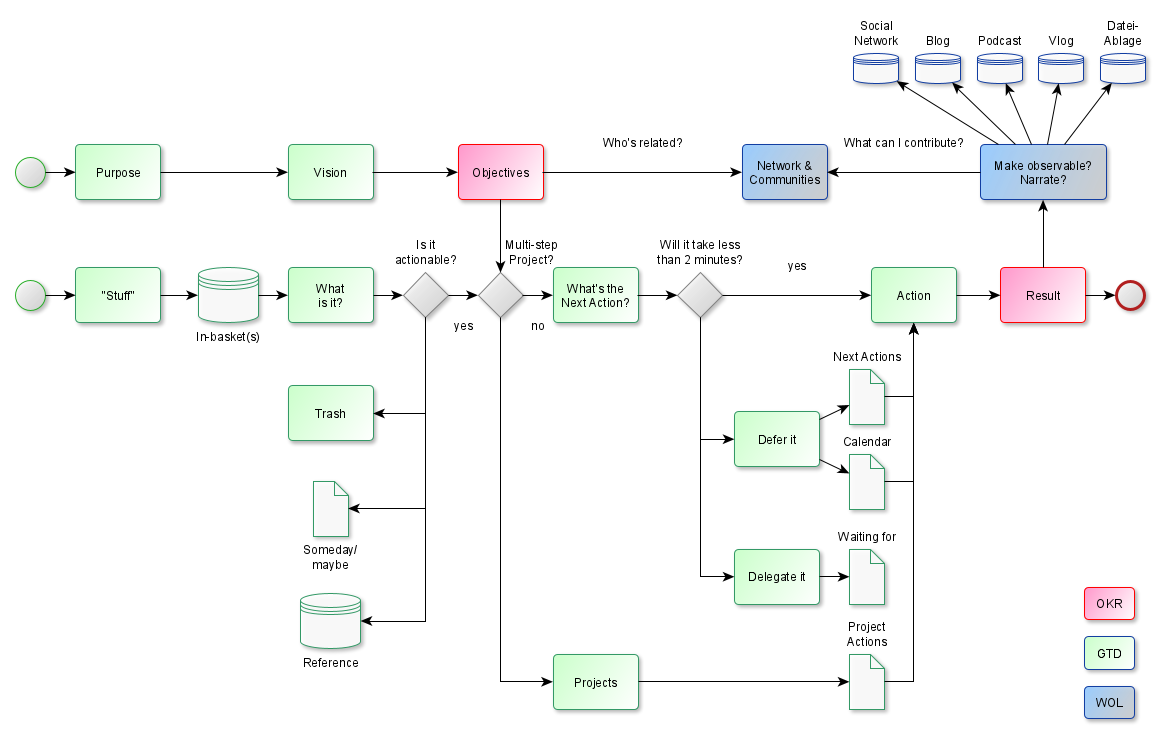 Social
Network
Blog
Podcast
Vlog
Datei-
Ablage
Purpose
Vision
Objectives
Who's related?
Network &
Communities
What can I contribute?
Make observable?
Narrate?
"Stuff"
In-basket(s)
What
is it?
Is it
actionable?
yes
Multi-step
Project?
no
What's the
Next Action?
Will it take less
than 2 minutes?
yes
Action
Result
Trash
Someday/
maybe
Reference
Next Actions
Defer it
Calendar
Waiting for
Delegate it
Project
Actions
Projects
OKR
GTD
WOL